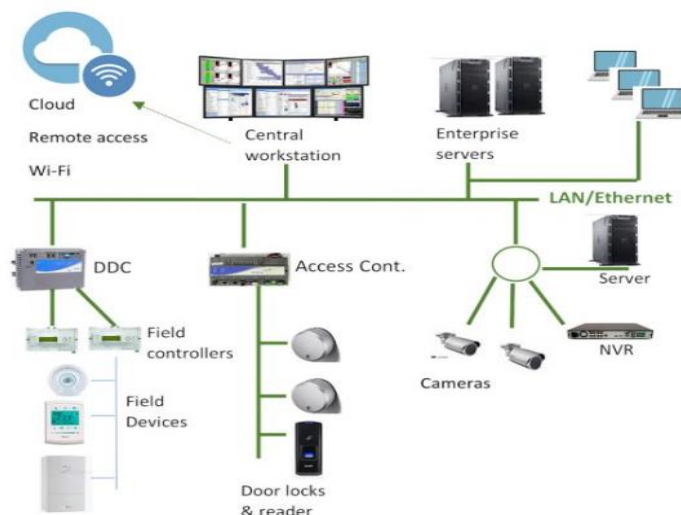 Cloud
Remote access
Wi-Fi
Central
workstation
Enterprise
servers
LAN/Ethernet
DDC
Access Cont.
Server
Field
controllers
NVR
Cameras
Field
Devices
Door locks
& reader